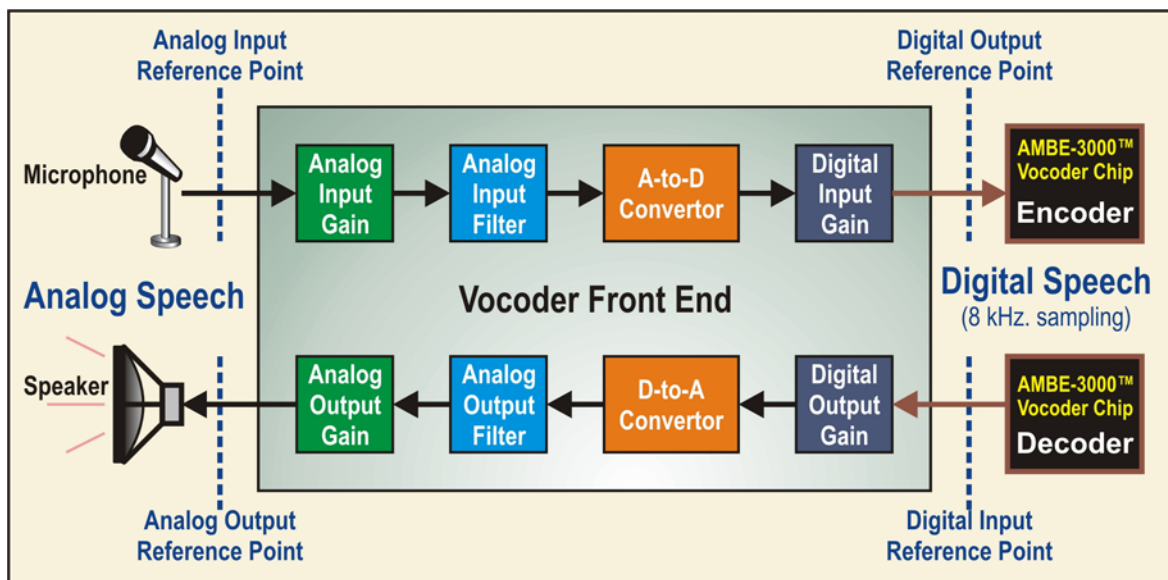 Analog Input
Reference Point
Digital Output
Reference Point
Microphone
Analog
Input
Gain
Analog
Input
Filter
A-to-D
Convertor
Digital
Input
Gain
AMBE-3000™
Vocoder Chip
Encoder
Analog Speech
Vocoder Front End
Digital Speech
(8 kHz. sampling)
Speaker
Analog
Output
Gain
Analog
Output
Filter
D-to-A
Convertor
Digital
Output
Gain
AMBE-3000™
Vocoder Chip
Decoder
Analog Output
Reference Point
Digital Input
Reference Point